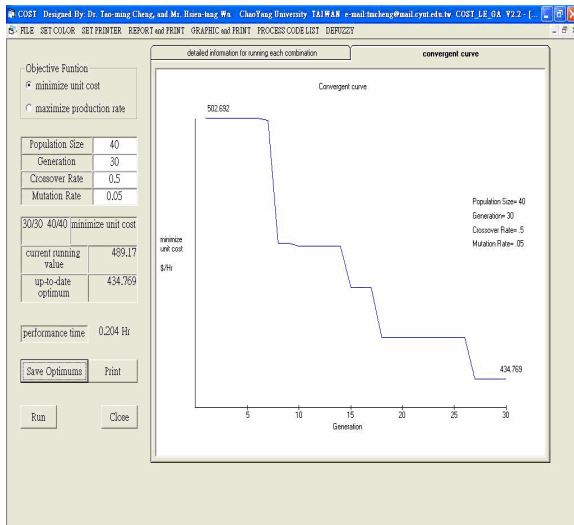 COST Designed By: Dr. Tao-ming Cheng, and Mr. Hsien-tang Wu ChaoYang University TAIWAN e-mail:tmcheng@mail.cyut.edu.tw COST_LE_GA V2.2 - [...
FILE SET COLOR SET PRINTER REPORT and PRINT GRAPHIC and PRINT PROCESS CODE LIST DEFUZZY
detailed information for running each combination
convergent curve
Objective Funtion
minimize unit cost
maximize production rate
Population Size 40
Generation 30
Crossover Rate 0.5
Mutation Rate 0.05
30/30 40/40 minimize unit cost
current running value 489.17
up-to-date optimum 434.769
performance time 0.204 Hr
Save Optimums Print
Run Close
Convergent curve
502.692
Population Size= 40
Generation= 30
Crossover Rate= .5
Mutation Rate= .05
minimize
unit cost
$/Hr
434.769
5 10 15 20 25 30
Generation